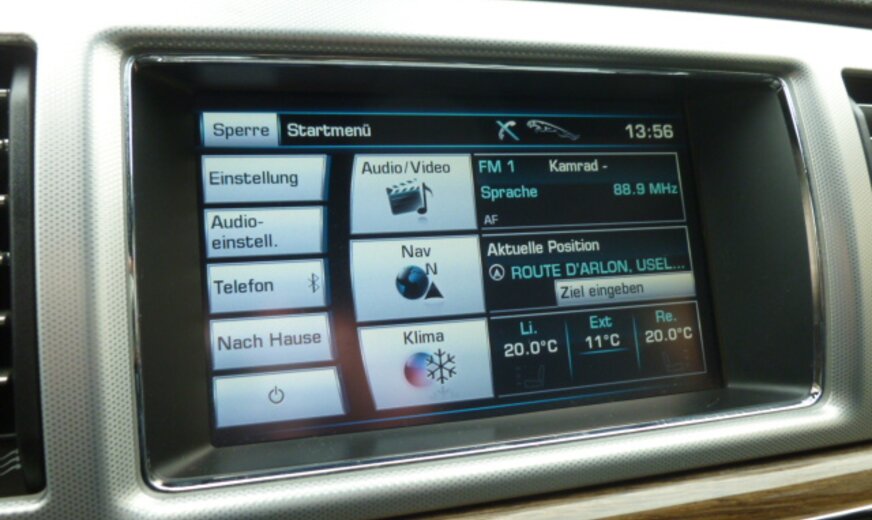 Sperre Startmenü 13:56
Einstellung
Audio-
einstell.
Telefon
Nach Hause
Audio/Video
Nav
N
Klima
FM 1 Kamrad -
Sprache 88.9 MHz
AF
Aktuelle Position
ROUTE D'ARLON, USEL...
Ziel eingeben
Li. Ext Re.
20.0°C 11°C 20.0°C